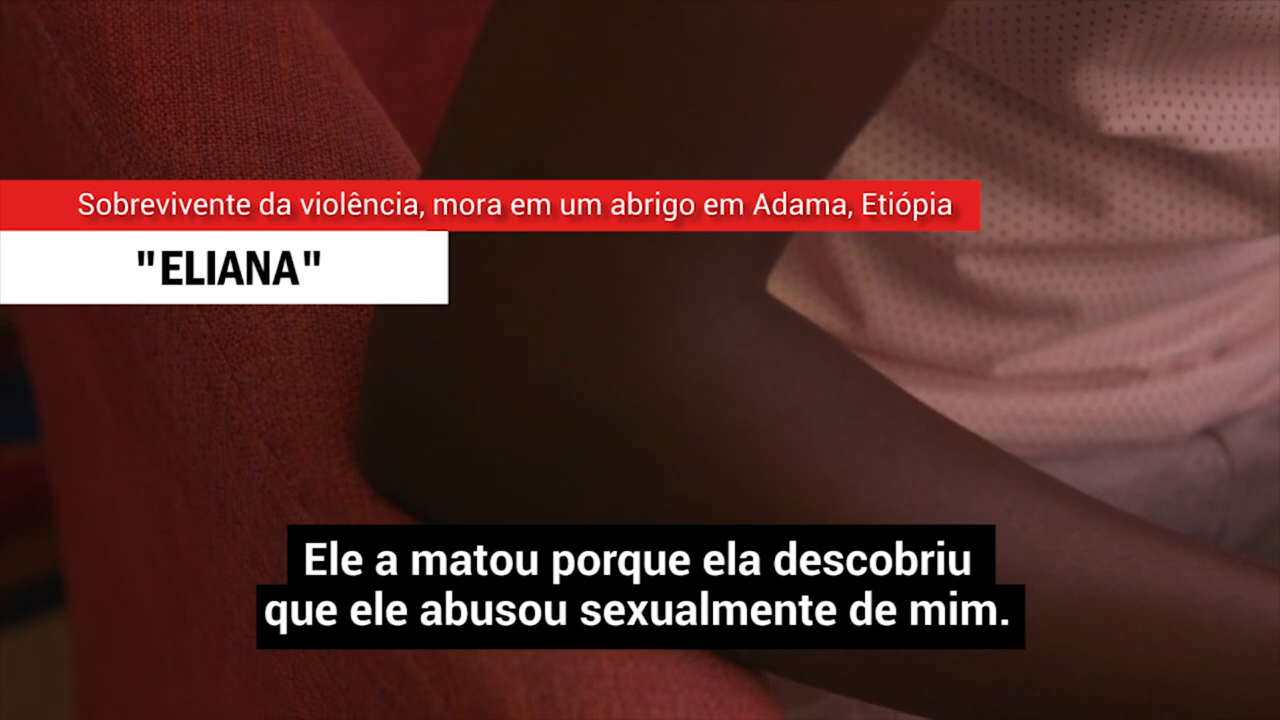 Sobrevivente da violência, mora em um abrigo em Adama, Etiópia
"ELIANA"
Ele a matou porque ela descobriu
que ele abusou sexualmente de mim.